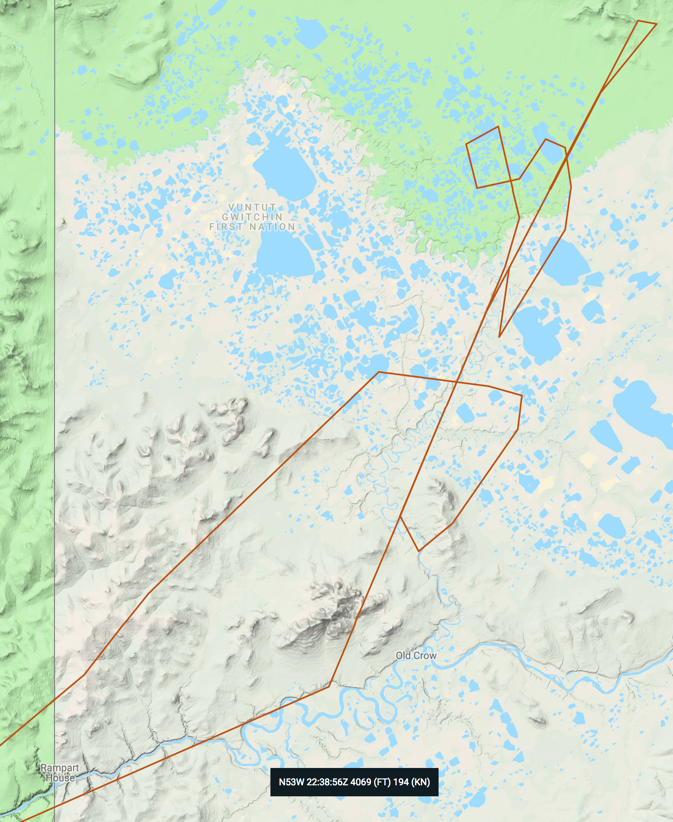 VUNTUT
GWITCHIN
FIRST NATION
Old Crow
Rampart
House
N53W 22:38:56Z 4069 (FT) 194 (KN)